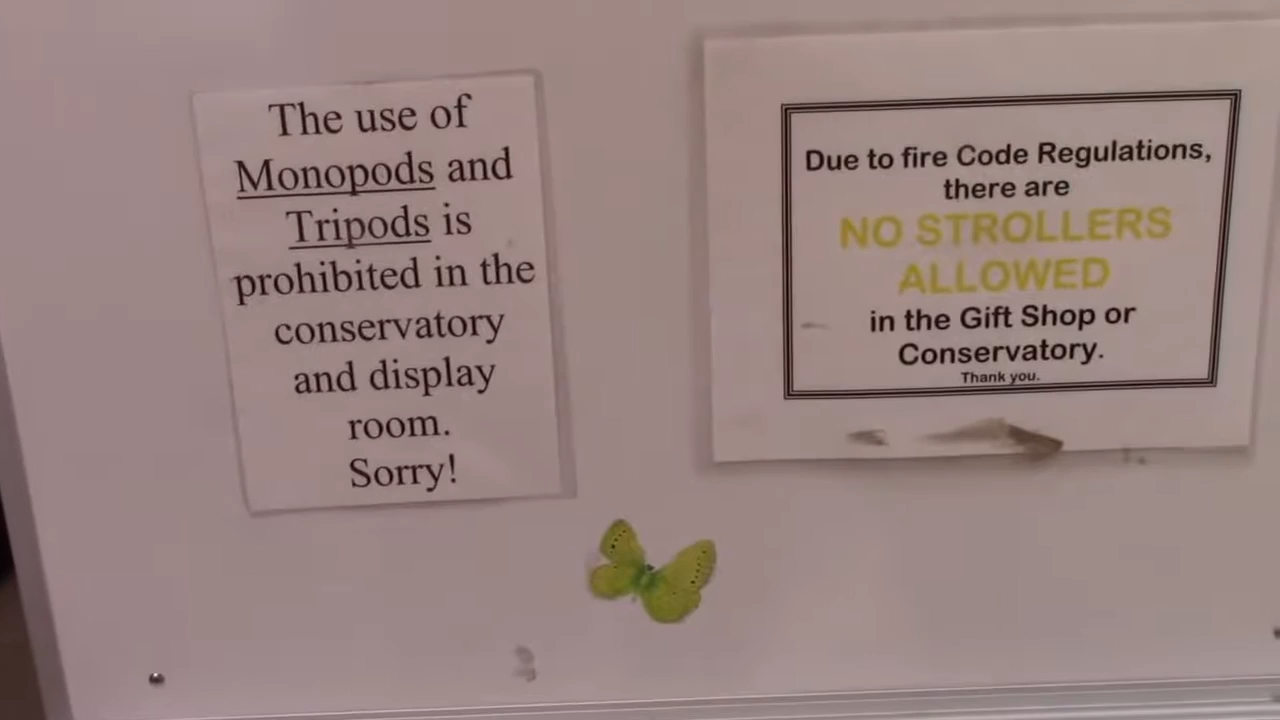 The use of
Monopods and
Tripods is
prohibited in the
conservatory
and display
room.
Sorry!
Due to fire Code Regulations,
there are
NO STROLLERS
ALLOWED
in the Gift Shop or
Conservatory.
Thank you.